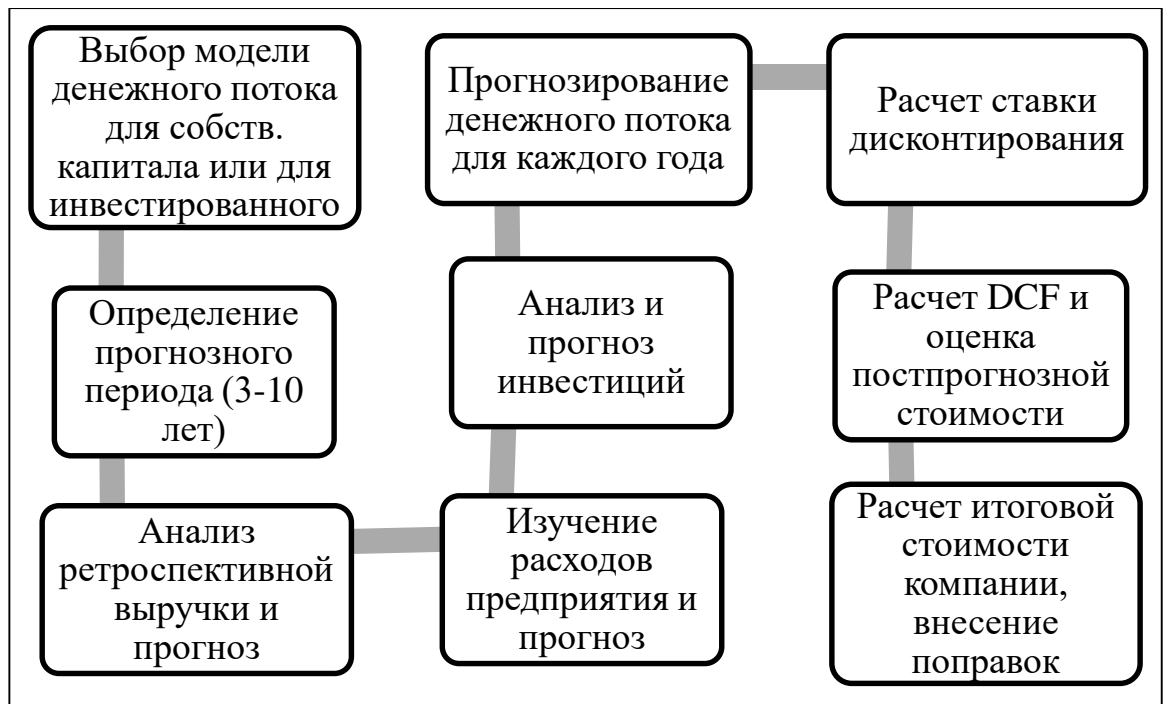 Выбор модели
денежного потока
для собств.
капитала или для
инвестированного
Определение
прогнозного
периода (3-10
лет)
Анализ
ретроспективной
выручки и
прогноз
Изучение
расходов
предприятия и
прогноз
Анализ и
прогноз
инвестиций
Прогнозирование
денежного потока
для каждого года
Расчет ставки
дисконтирования
Расчет DCF и
оценка
постпрогнозной
стоимости
Расчет итоговой
стоимости
компании,
внесение
поправок